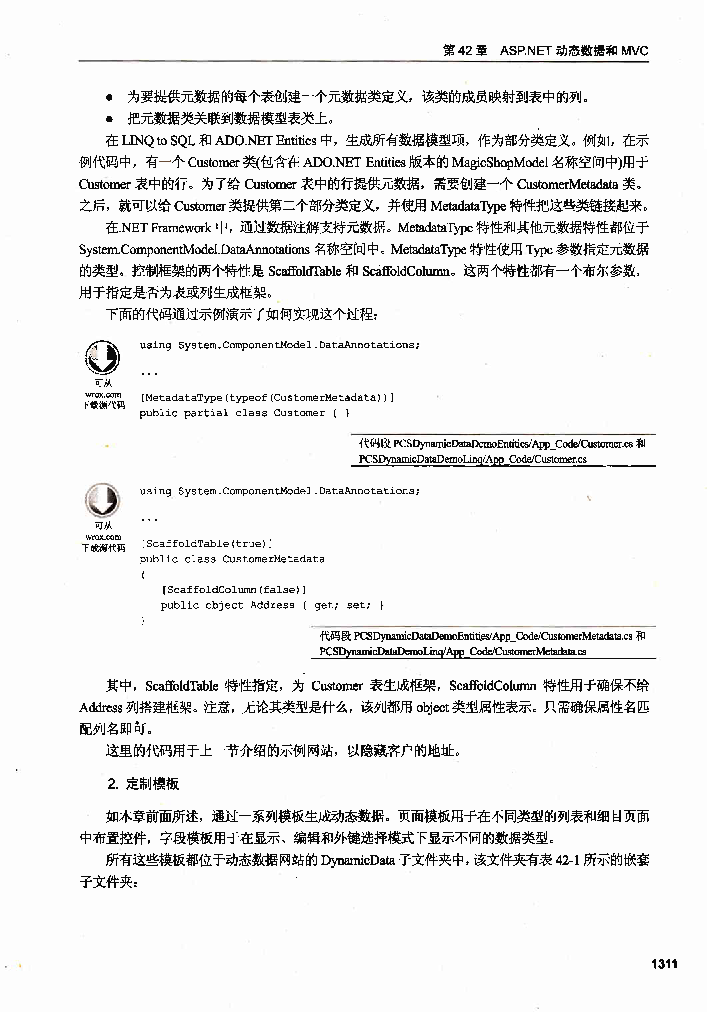 第 42 章 ASP.NET 动态数据和 MVC
● 为要提供元数据的每个表创建一个元数据类定义，该类的成员映射到表中的列。
● 把元数据类关联到数据模型表类上。
在 LINQ to SQL 和 ADO.NET Entities 中，生成所有数据模型项，作为部分类定义。例如，在示
例代码中，有一个 Customer 类(包含在 ADO.NET Entities 版本的 MagicShopModel 名称空间中)用于
Customer 表中的行。为了给 Customer 表中的行提供元数据，需要创建一个 CustomerMetadata 类。
之后，就可以给 Customer 类提供第二个部分类定义，并使用 MetadataType 特性把这些类链接起来。
在.NET Framework 中，通过数据注解支持元数据。MetadataType 特性和其他元数据特性都位于
System.ComponentModel.DataAnnotations 名称空间中。MetadataType 特性使用 Type 参数指定元数据
的类型。控制框架的两个特性是 ScaffoldTable 和 ScaffoldColumn。这两个特性都有一个布尔参数，
用于指定是否为表或列生成框架。
下面的代码通过示例演示了如何实现这个过程：
using System.ComponentModel.DataAnnotations;
...
可从
wrox.com
下载源代码
[MetadataType(typeof(CustomerMetadata))]
public partial class Customer { }
代码段 PCSDynamicDataDemoEntities/App_Code/Customer.cs 和
PCSDynamicDataDemoLinq/App_Code/Customer.cs
using System.ComponentModel.DataAnnotations;
...
可从
wrox.com
下载源代码
[ScaffoldTable(true)]
public class CustomerMetadata
{
[ScaffoldColumn(false)]
public object Address { get; set; }
}
代码段 PCSDynamicDataDemoEntities/App_Code/CustomerMetadata.cs 和
PCSDynamicDataDemoLinq/App_Code/CustomerMetadata.cs
其中，ScaffoldTable 特性指定，为 Customer 表生成框架，ScaffoldColumn 特性用于确保不给
Address 列搭建框架。注意，无论其类型是什么，该列都用 object 类型属性表示。只需确保属性名匹
配列名即可。
这里的代码用于上一节介绍的示例网站，以隐藏客户的地址。
2. 定制模板
如本章前面所述，通过一系列模板生成动态数据。页面模板用于在不同类型的列表和细目页面
中布置控件，字段模板用于在显示、编辑和外键选择模式下显示不同的数据类型。
所有这些模板都位于动态数据网站的 DynamicData 子文件夹中，该文件夹有表 42-1 所示的嵌套
子文件夹：
1311